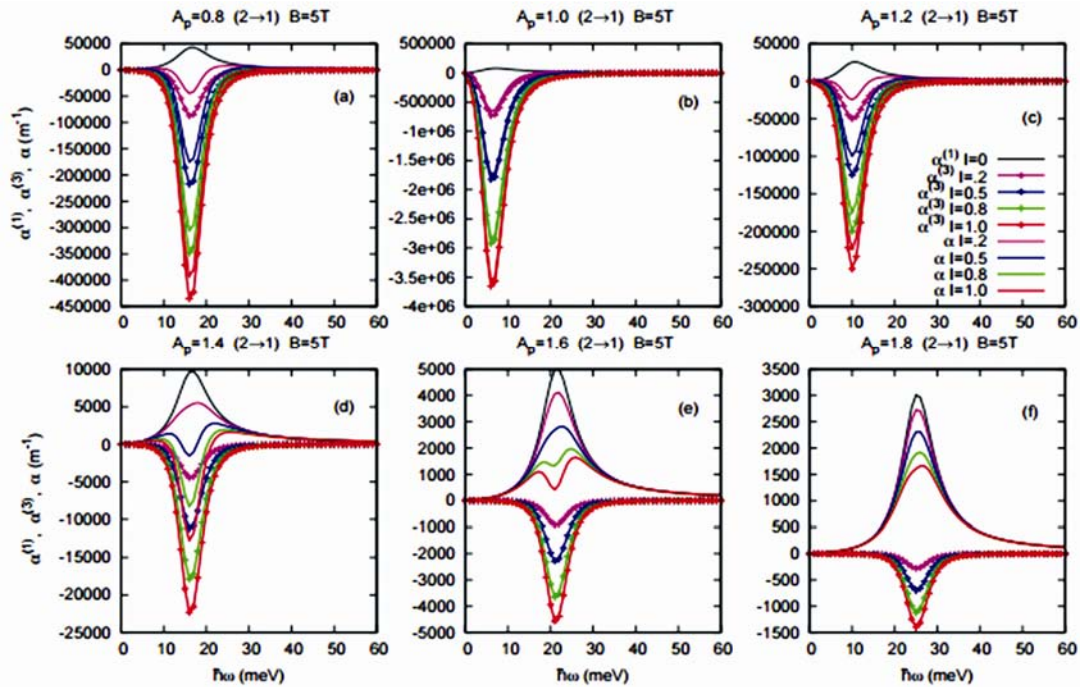 Aₚ=0.8 (2→1) B=5T
Aₚ=1.0 (2→1) B=5T
Aₚ=1.2 (2→1) B=5T
α⁽¹⁾, α⁽³⁾, α (m⁻¹)
50000
0
-50000
-100000
-150000
-200000
-250000
-300000
-350000
-400000
-450000
(a)
0 10 20 30 40 50 60
500000
0
-500000
-1e+06
-1.5e+06
-2e+06
-2.5e+06
-3e+06
-3.5e+06
-4e+06
(b)
0 10 20 30 40 50 60
50000
0
-50000
-100000
-150000
-200000
-250000
-300000
(c)
α⁽¹⁾ I=0
α⁽³⁾ I=.2
α⁽³⁾ I=0.5
α⁽³⁾ I=0.8
α⁽³⁾ I=1.0
α I=.2
α I=0.5
α I=0.8
α I=1.0
0 10 20 30 40 50 60
Aₚ=1.4 (2→1) B=5T
Aₚ=1.6 (2→1) B=5T
Aₚ=1.8 (2→1) B=5T
α⁽¹⁾, α⁽³⁾, α (m⁻¹)
10000
5000
0
-5000
-10000
-15000
-20000
-25000
(d)
0 10 20 30 40 50 60
ħω (meV)
5000
4000
3000
2000
1000
0
-1000
-2000
-3000
-4000
-5000
(e)
0 10 20 30 40 50 60
ħω (meV)
3500
3000
2500
2000
1500
1000
500
0
-500
-1000
-1500
(f)
0 10 20 30 40 50 60
ħω (meV)